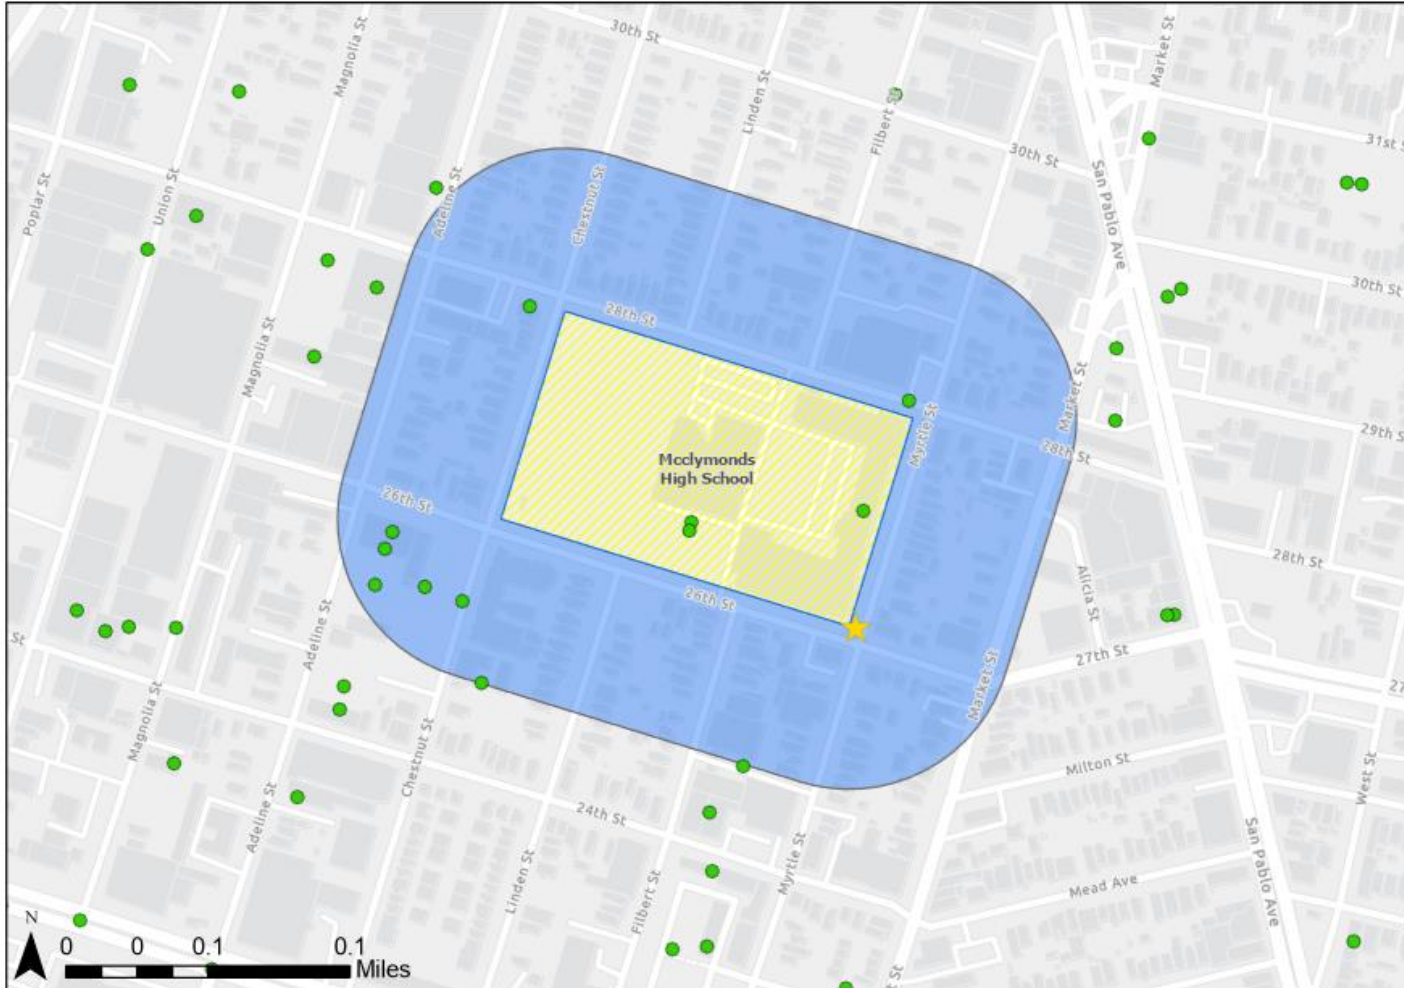 30th St
Magnolia St
Market St
Linden St
Filbert St
31st S
30th St
San Pablo Ave
Poplar St
Union St
Adeline St
Chestnut St
30th St
28th St
Magnolia St
Market St
Myrtle St
29th St
28th St
Mcclymonds
High School
26th St
28th St
Alicia St
26th St
Adeline St
St
27th St
Market St
27
Magnolia St
Chestnut St
Milton St
West St
24th St
Adeline St
San Pablo Ave
Myrtle St
Linden St
Filbert St
Mead Ave
N
0 0 0.1 0.1
Miles
St